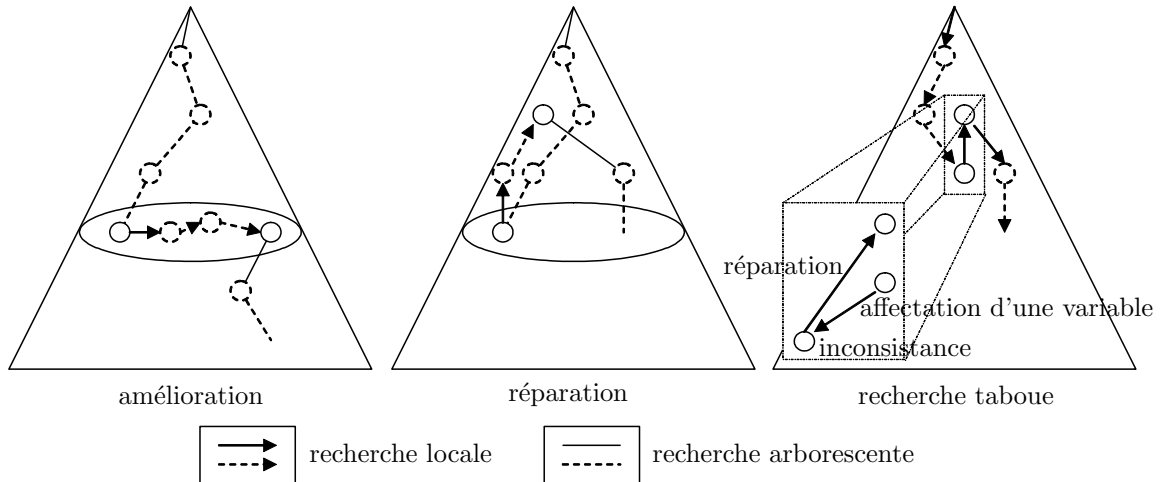 réparation
affectation d'une variable
inconsistance
amélioration
réparation
recherche taboue
recherche locale
recherche arborescente